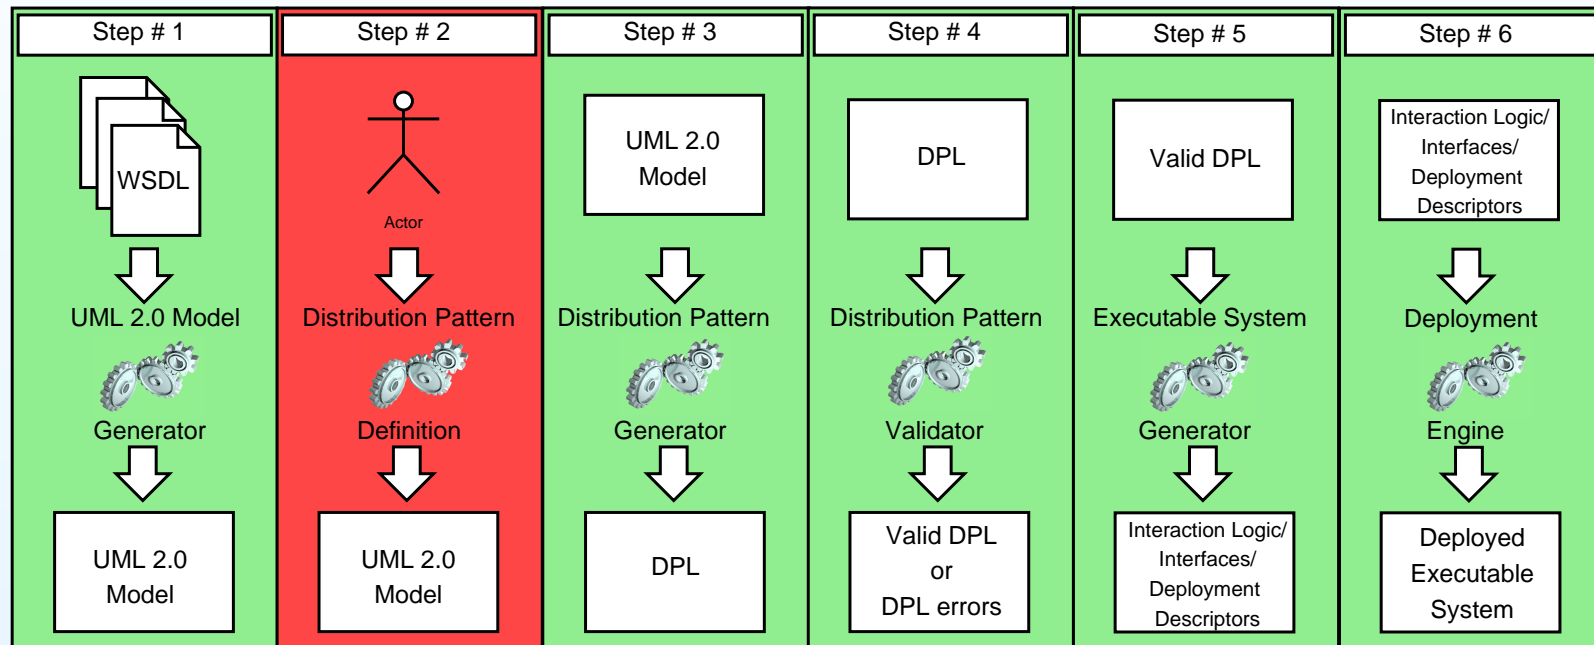 Step # 1
WSDL
UML 2.0 Model
Generator
UML 2.0
Model
Step # 2
Actor
Distribution Pattern
Definition
UML 2.0
Model
Step # 3
UML 2.0
Model
Distribution Pattern
Generator
DPL
Step # 4
DPL
Distribution Pattern
Validator
Valid DPL
or
DPL errors
Step # 5
Valid DPL
Executable System
Generator
Interaction Logic/
Interfaces/
Deployment
Descriptors
Step # 6
Interaction Logic/
Interfaces/
Deployment
Descriptors
Deployment
Engine
Deployed
Executable
System